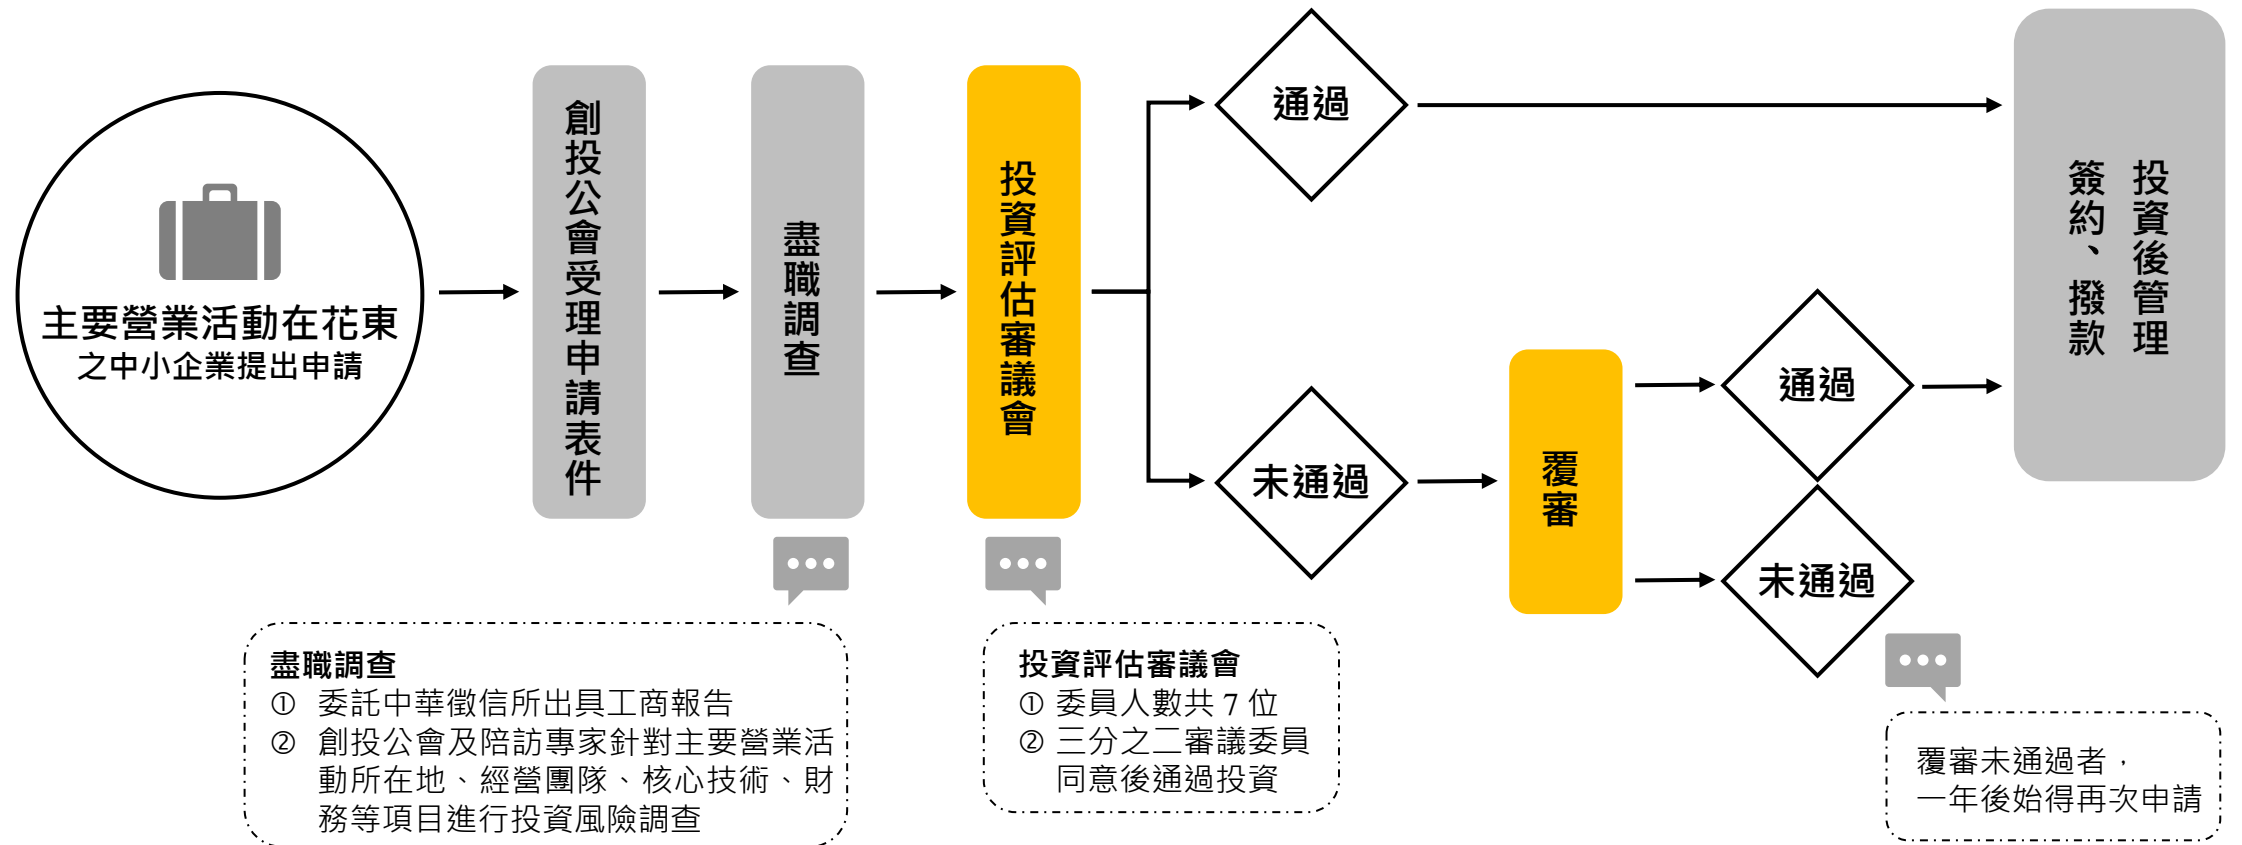 主要營業活動在花東
之中小企業提出申請
創投公會受理申請表件
盡職調查
投資評估審議會
通過
未通過
覆審
通過
未通過
投資後管理
簽約、撥款
盡職調查
① 委託中華徵信所出具工商報告
② 創投公會及陪訪專家針對主要營業活
動所在地、經營團隊、核心技術、財
務等項目進行投資風險調查
投資評估審議會
① 委員人數共 7 位
② 三分之二審議委員
同意後通過投資
覆審未通過者，
一年後始得再次申請